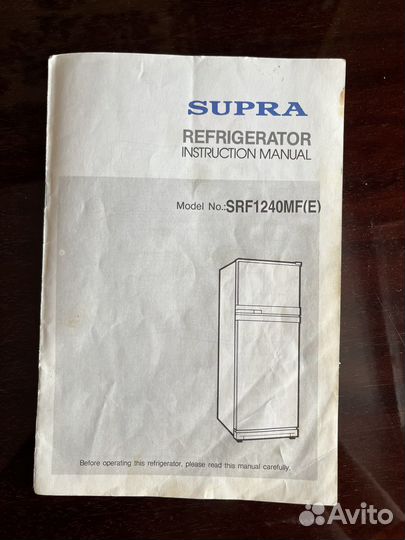 SUPRA
REFRIGERATOR
INSTRUCTION MANUAL
Model No.:SRF1240MF(E)
Before operating this refrigerator, please read this manual carefully.
Avito